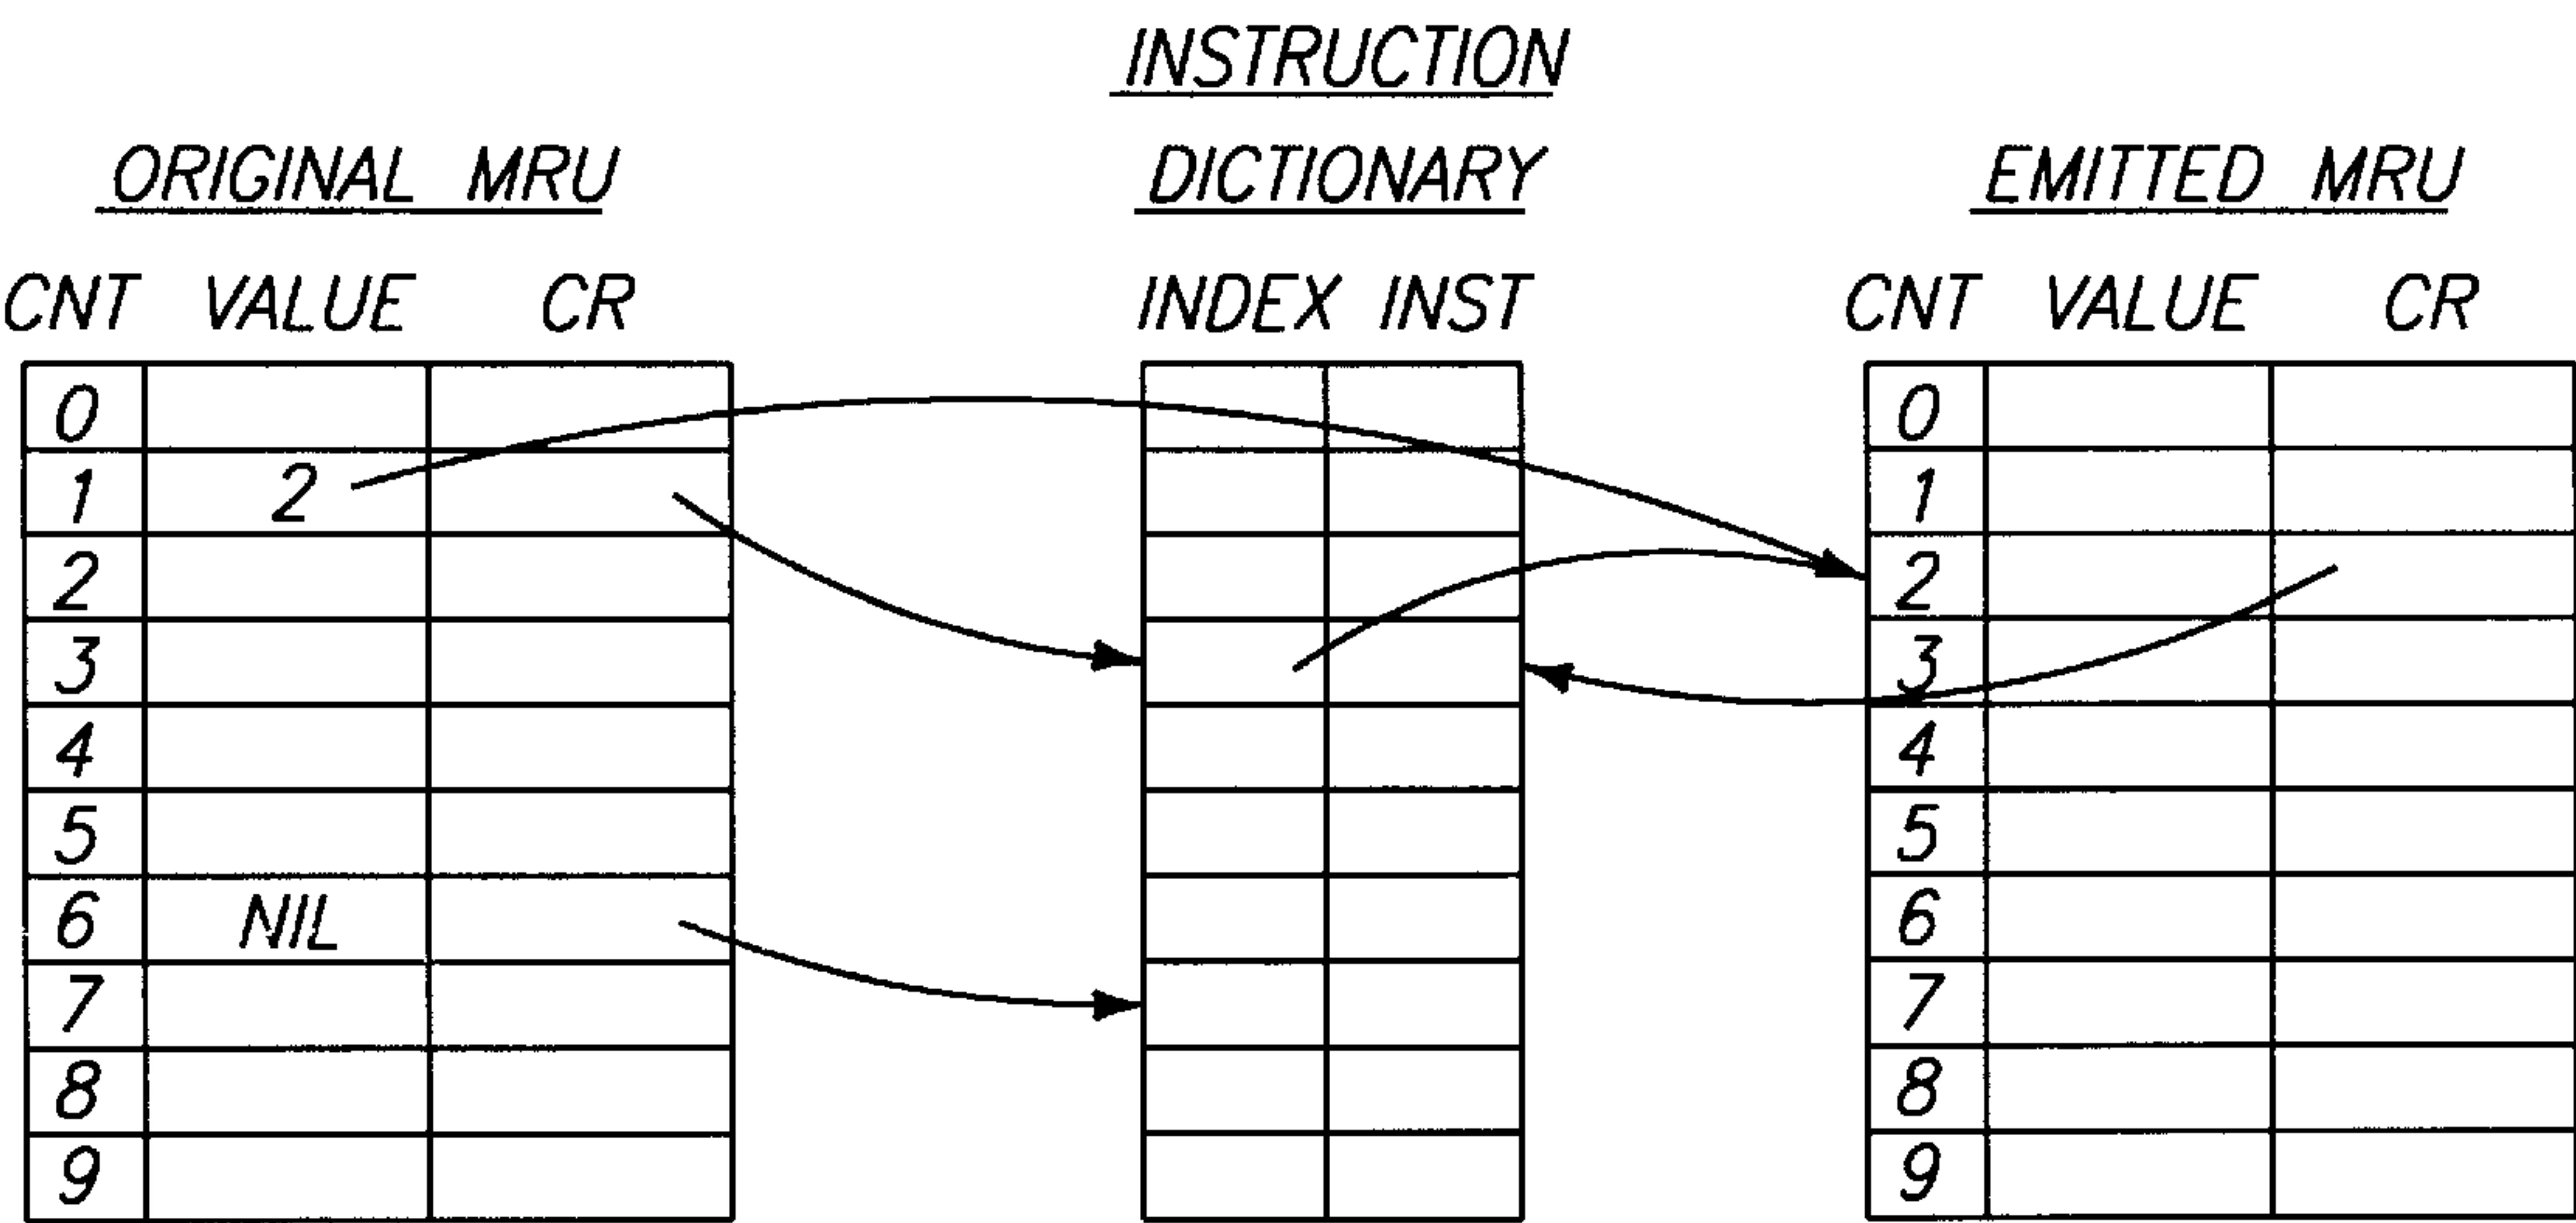 INSTRUCTION
ORIGINAL MRU DICTIONARY EMITTED MRU
CNT VALUE CR INDEX INST CNT VALUE CR
0 0
1 2 1
2 2
3 3
4 4
5 5
6 NIL 6
7 7
8 8
9 9